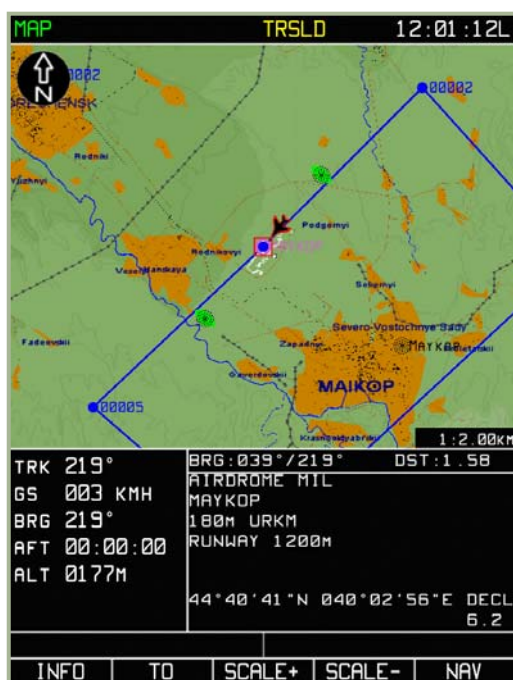 MAP TRSLD 12:01:12L
N
00002
00002
Rodniki
Podgornyi
Rodnikovyi
Severnyi
Severo-Vostochnye Sady
MAYKOP
Fadeevskii
Zapadnyi
Gaverdovskii
MAIKOP
00005
1:2.00KM
TRK 219°
GS 003 KMH
BRG 219°
AFT 00:00:00
ALT 0177M
BRG:039°/219° DST:1.58
AIRDROME MIL
MAYKOP
180m URKM
RUNWAY 1200m
44°40'41"N 040°02'56"E DECL
6.2
INFO TO SCALE+ SCALE- NAV